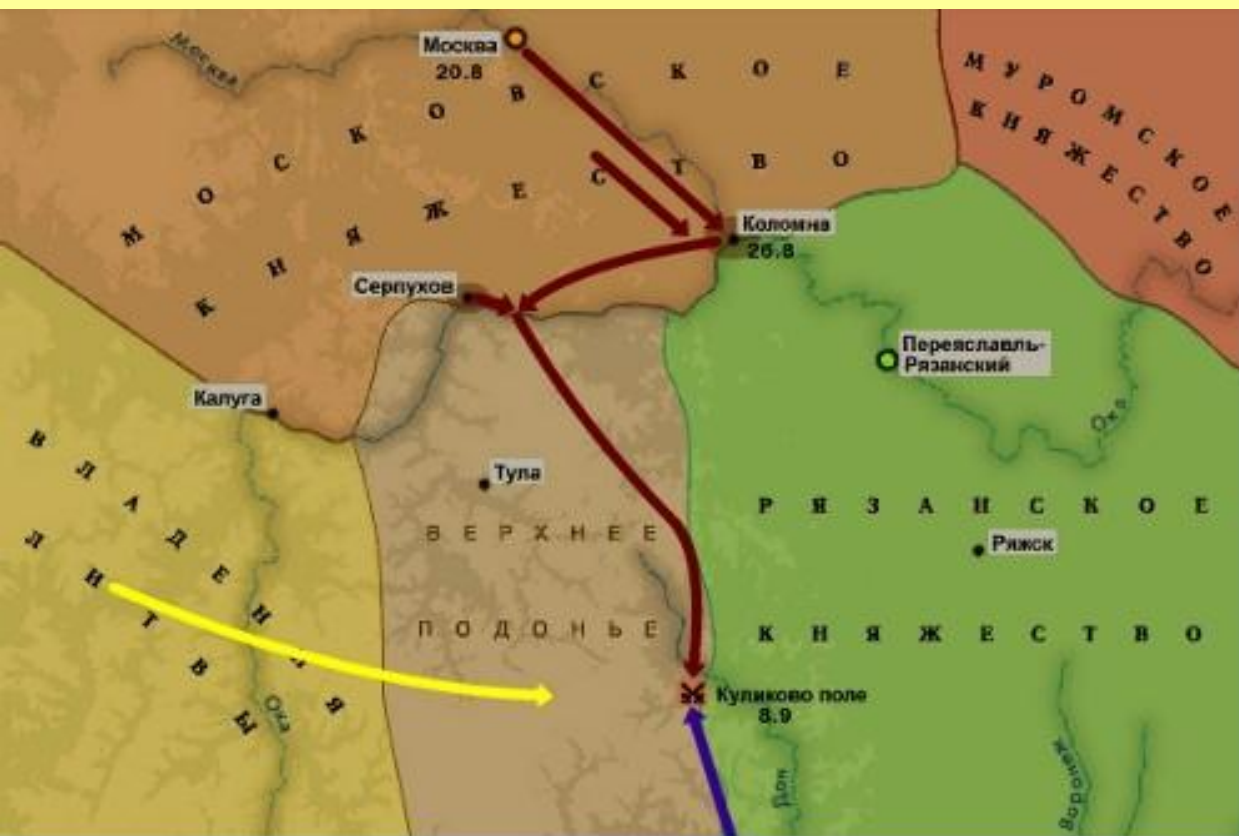 Москва
Москва
20.8
МОСКОВСКОЕ
КНЯЖЕСТВО
МУРОМСКОЕ
КНЯЖЕСТВО
Коломна
26.8
Серпухов
Переяславль-
Рязанский
Калуга
Ока
Тула
ВЛАДЕНИЯ
ЛИТВЫ
ВЕРХНЕЕ
ПОДОНЬЕ
РЯЗАНСКОЕ
Ряжск
КНЯЖЕСТВО
Куликово поле
8.9
Ока
Дон
Воронеж